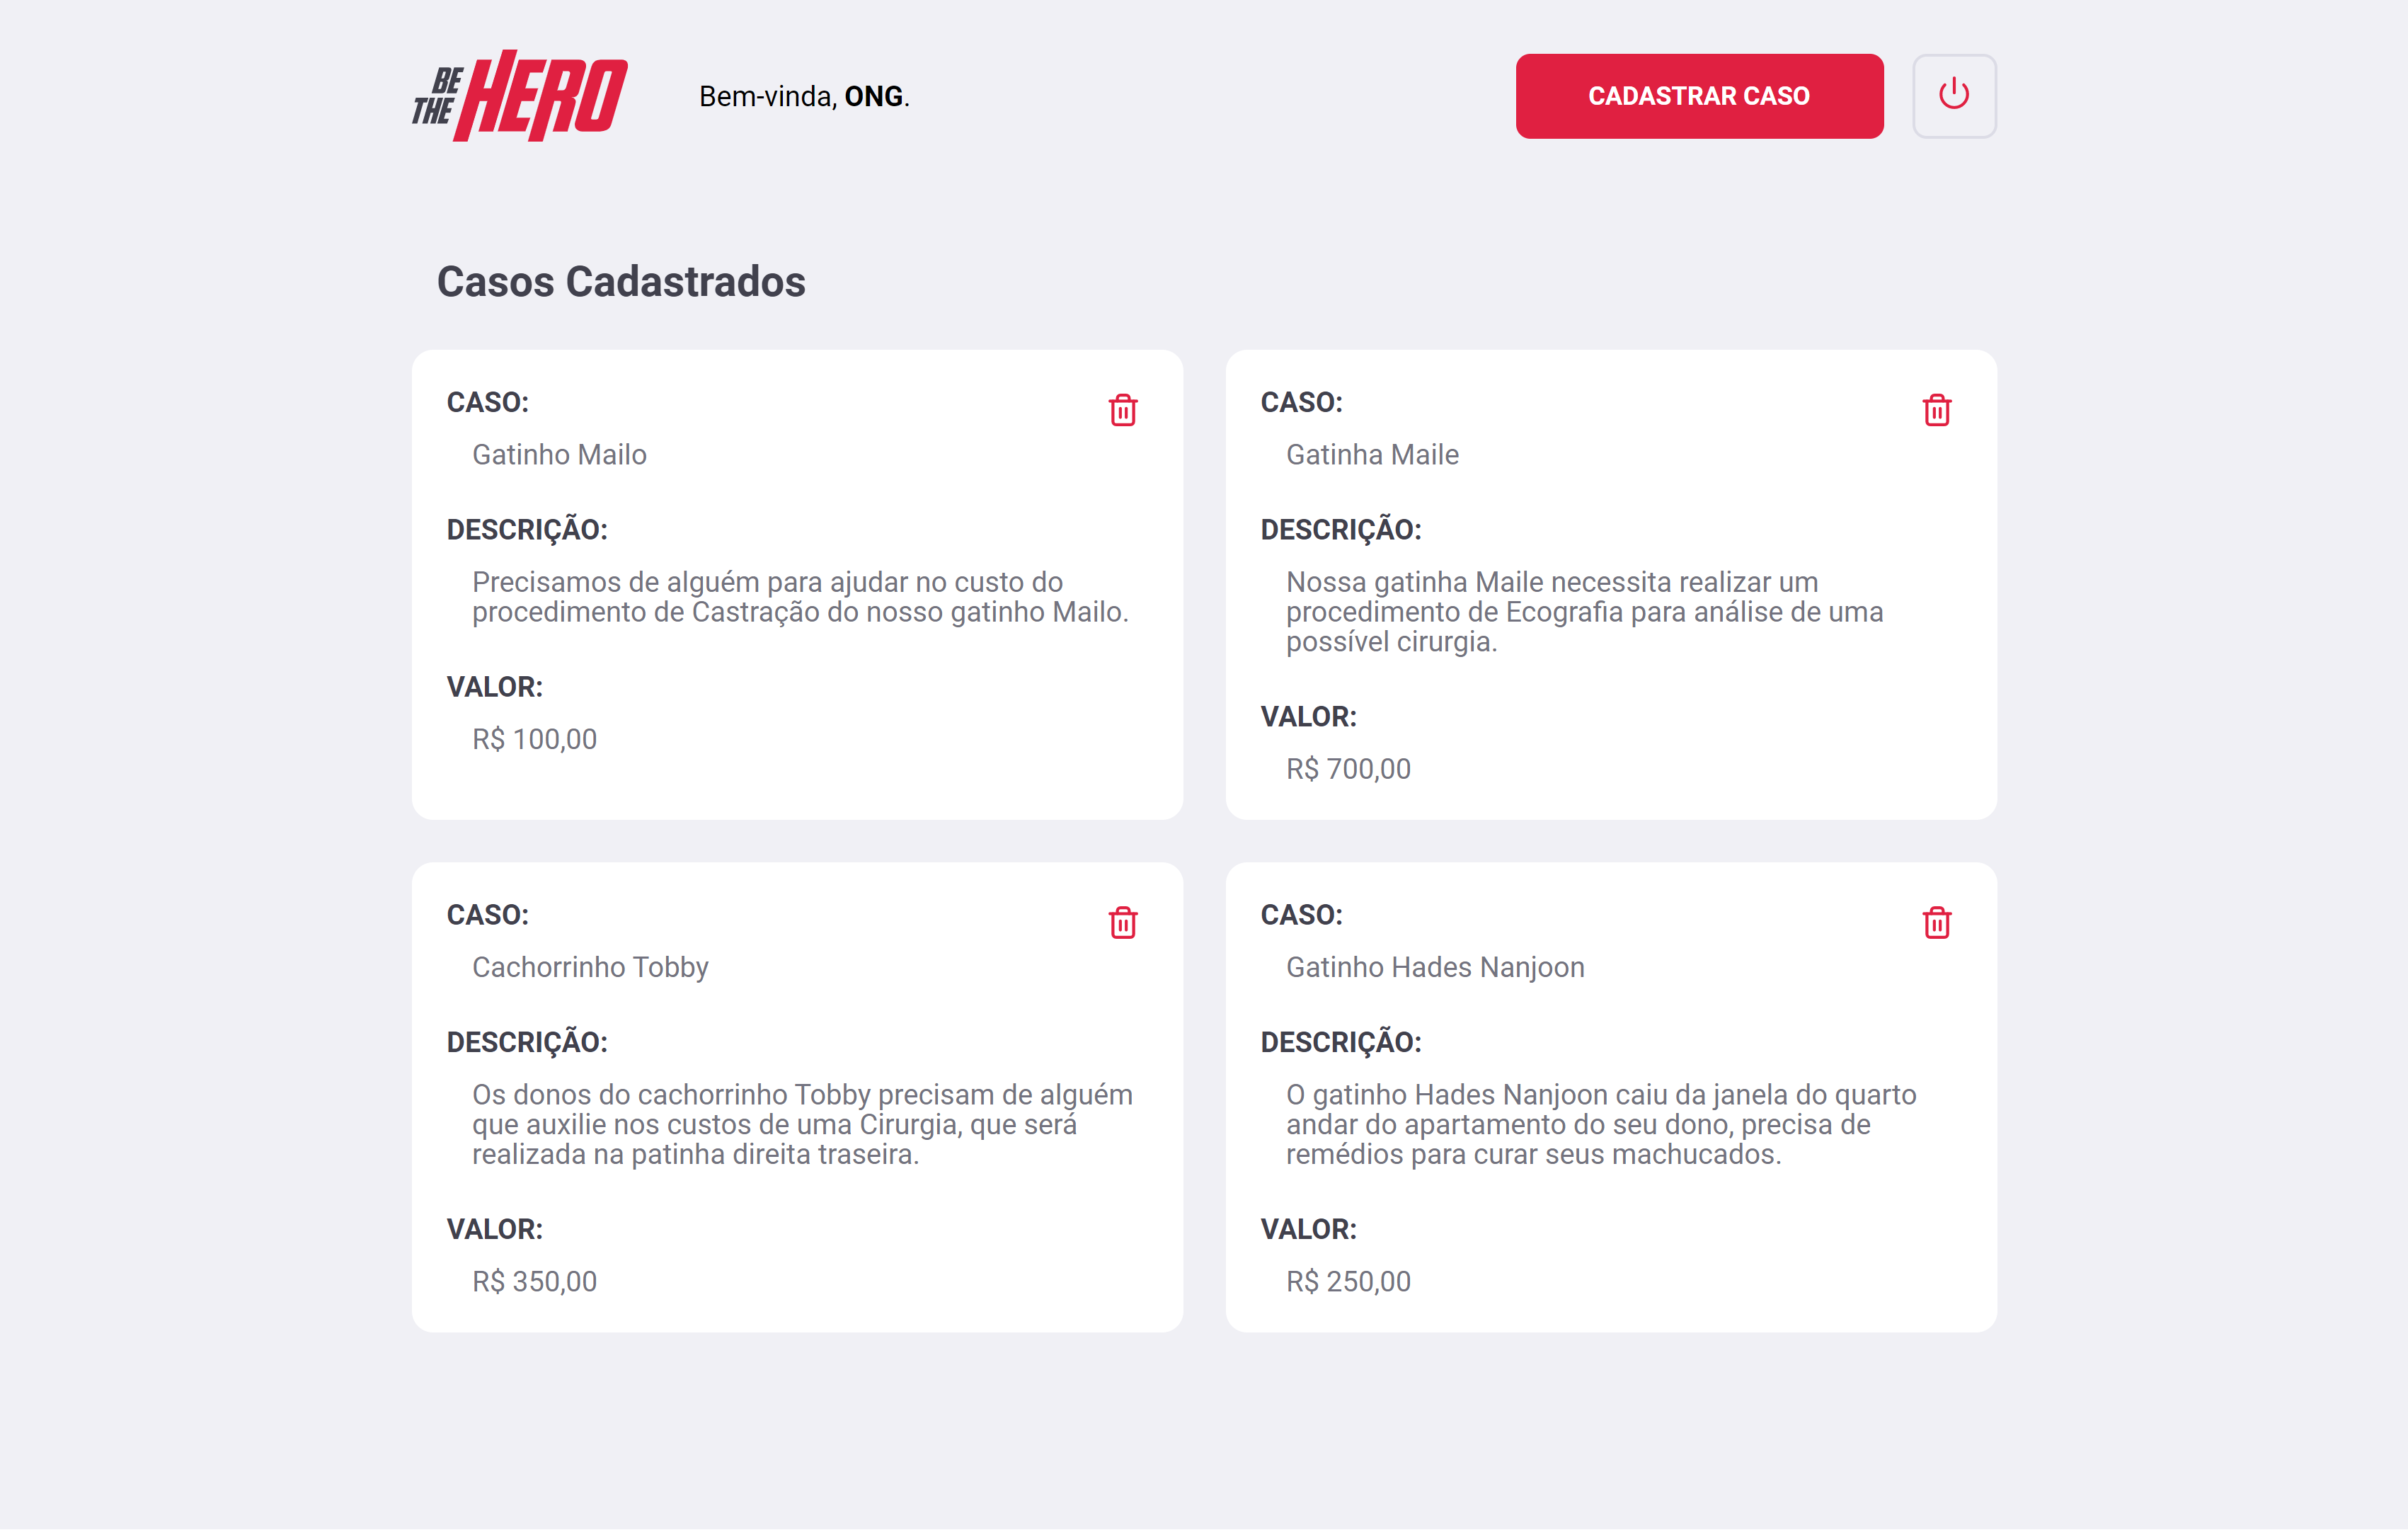 BE THE HERO
Bem-vinda, ONG.
CADASTRAR CASO
Casos Cadastrados
CASO:
Gatinho Mailo
DESCRIÇÃO:
Precisamos de alguém para ajudar no custo do
procedimento de Castração do nosso gatinho Mailo.
VALOR:
R$ 100,00
CASO:
Gatinha Maile
DESCRIÇÃO:
Nossa gatinha Maile necessita realizar um
procedimento de Ecografia para análise de uma
possível cirurgia.
VALOR:
R$ 700,00
CASO:
Cachorrinho Tobby
DESCRIÇÃO:
Os donos do cachorrinho Tobby precisam de alguém
que auxilie nos custos de uma Cirurgia, que será
realizada na patinha direita traseira.
VALOR:
R$ 350,00
CASO:
Gatinho Hades Nanjoon
DESCRIÇÃO:
O gatinho Hades Nanjoon caiu da janela do quarto
andar do apartamento do seu dono, precisa de
remédios para curar seus machucados.
VALOR:
R$ 250,00